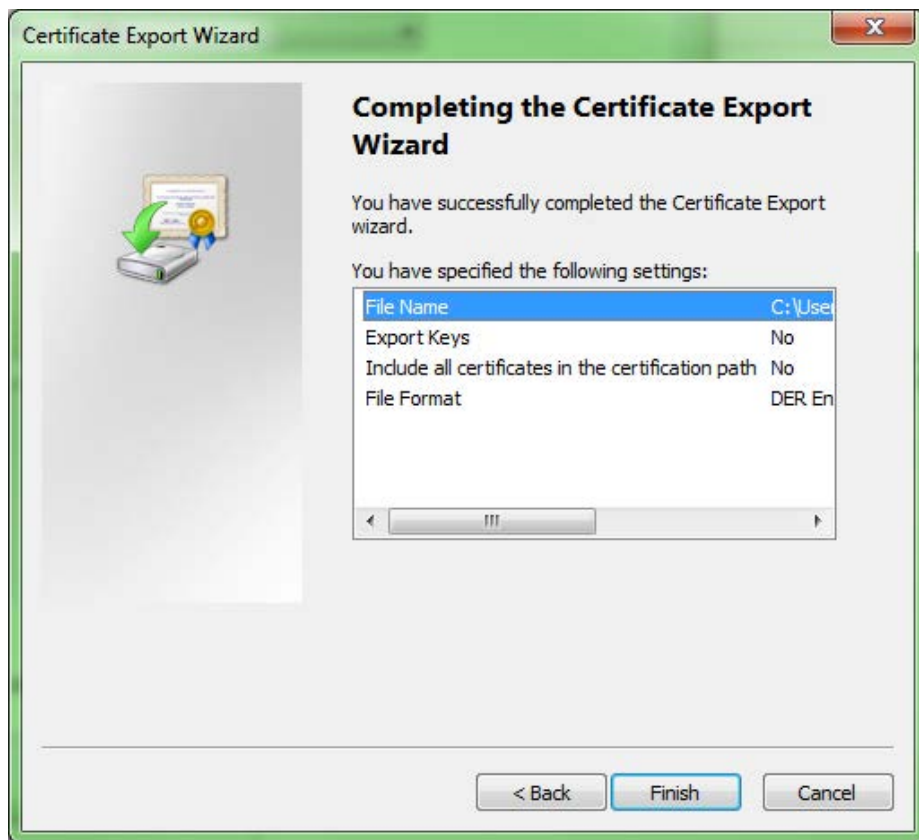 Certificate Export Wizard
Completing the Certificate Export
Wizard
You have successfully completed the Certificate Export
wizard.
You have specified the following settings:
File Name C:\User
Export Keys No
Include all certificates in the certification path No
File Format DER En
< Back Finish Cancel